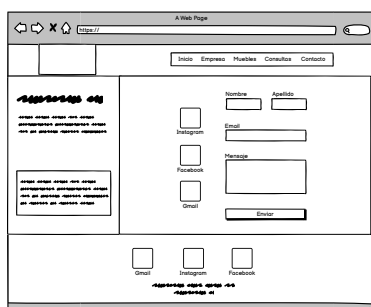 A Web Page
https://
Inicio Empresa Muebles Consultas Contacto
Nombre Apellido
Instagram
Email
Facebook
Mensaje
Gmail
Enviar
Gmail Instagram Facebook